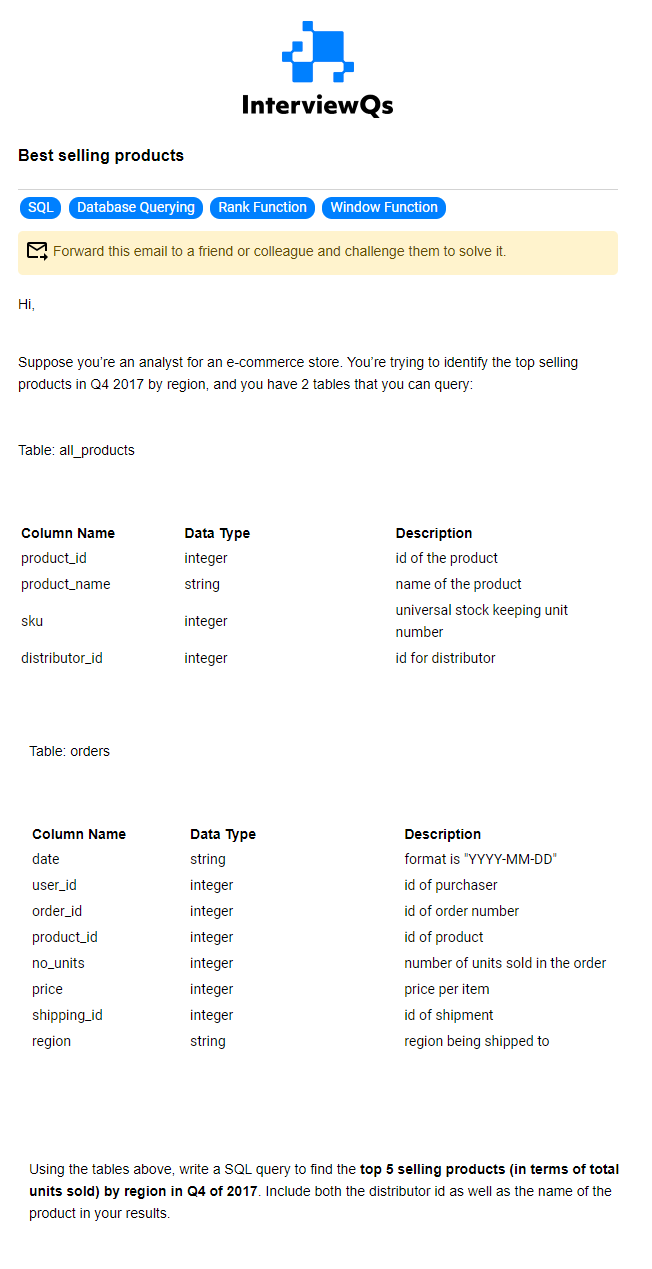 InterviewQs
Best selling products
SQL Database Querying Rank Function Window Function
Forward this email to a friend or colleague and challenge them to solve it.
Hi,
Suppose you’re an analyst for an e-commerce store. You’re trying to identify the top selling
products in Q4 2017 by region, and you have 2 tables that you can query:
Table: all_products
Column Name Data Type Description
product_id integer id of the product
product_name string name of the product
sku integer universal stock keeping unit
number
distributor_id integer id for distributor
Table: orders
Column Name Data Type Description
date string format is "YYYY-MM-DD"
user_id integer id of purchaser
order_id integer id of order number
product_id integer id of product
no_units integer number of units sold in the order
price integer price per item
shipping_id integer id of shipment
region string region being shipped to
Using the tables above, write a SQL query to find the top 5 selling products (in terms of total
units sold) by region in Q4 of 2017. Include both the distributor id as well as the name of the
product in your results.